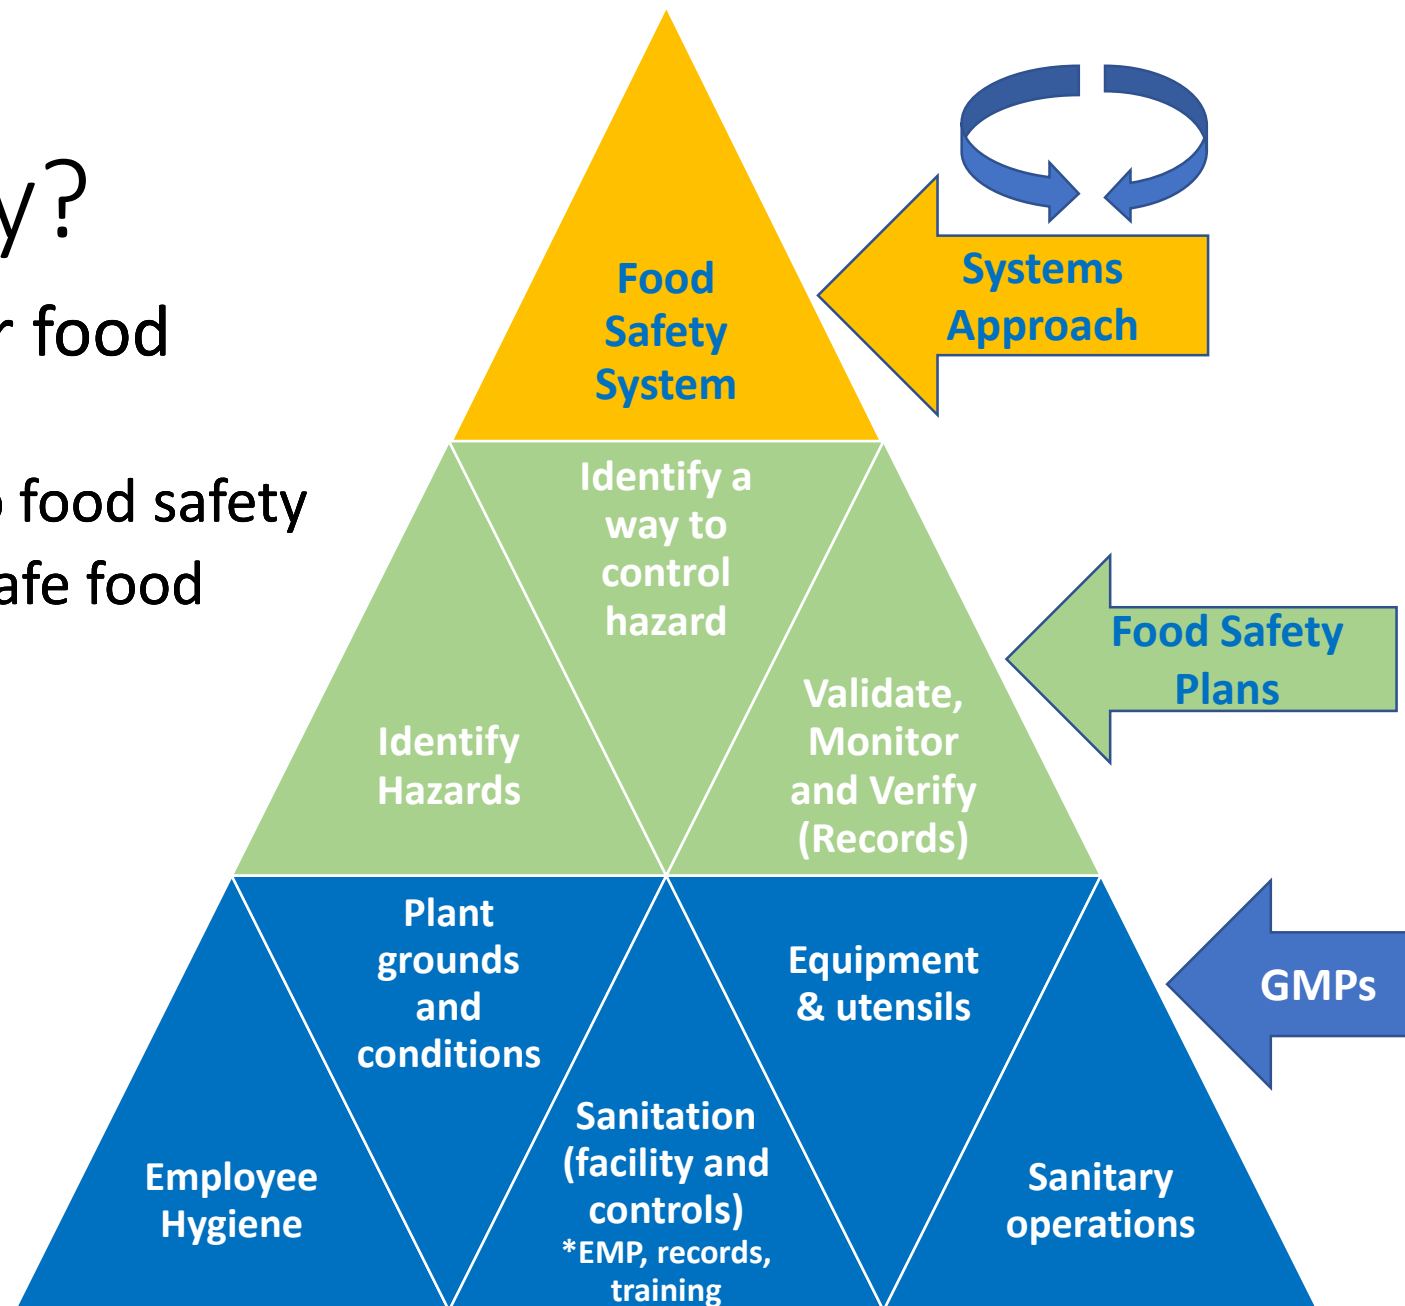 y?
r food
o food safety
afe food
Food
Safety
System
Systems
Approach
Identify a
way to
control
hazard
Identify
Hazards
Validate,
Monitor
and Verify
(Records)
Food Safety
Plans
Plant
grounds
and
conditions
Equipment
& utensils
GMPs
Employee
Hygiene
Sanitation
(facility and
controls)
*EMP, records,
training
Sanitary
operations